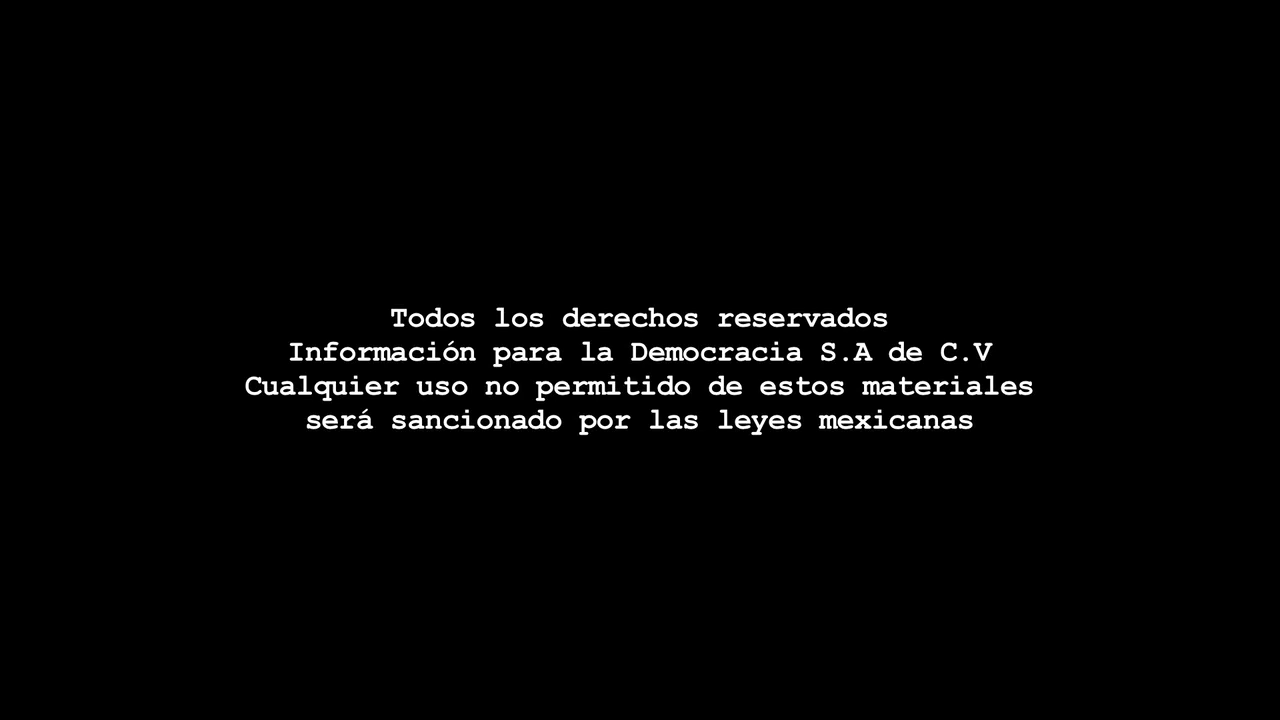 Todos los derechos reservados
Información para la Democracia S.A de C.V
Cualquier uso no permitido de estos materiales
será sancionado por las leyes mexicanas